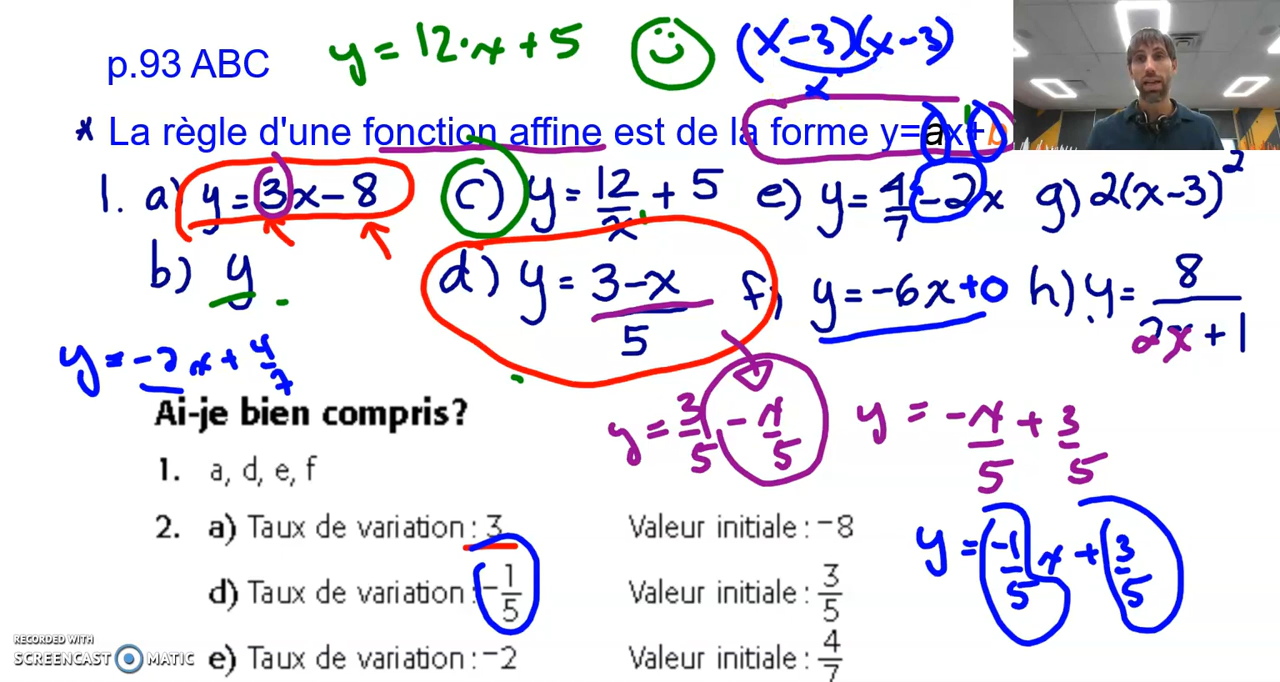 y = 12·x + 5
(x-3)(x-3)
p.93 ABC
x
* La règle d'une fonction affine est de la forme y=ax+b
1. a) y = 3x - 8 c) y = 12/x + 5 e) y = 4/7 - 2x g) 2(x-3)²
b) y d) y = 3-x/5 f) y = -6x+0 h) y = 8/2x+1
y = -2x + 4/7
y = 3/5 - x/5 y = -x/5 + 3/5
Ai-je bien compris?
1. a, d, e, f
2. a) Taux de variation : 3 Valeur initiale : -8
y = -1/5 x + 3/5
d) Taux de variation : -1/5 Valeur initiale : 3/5
e) Taux de variation : -2 Valeur initiale : 4/7
RECORDED WITH
SCREENCAST MATIC